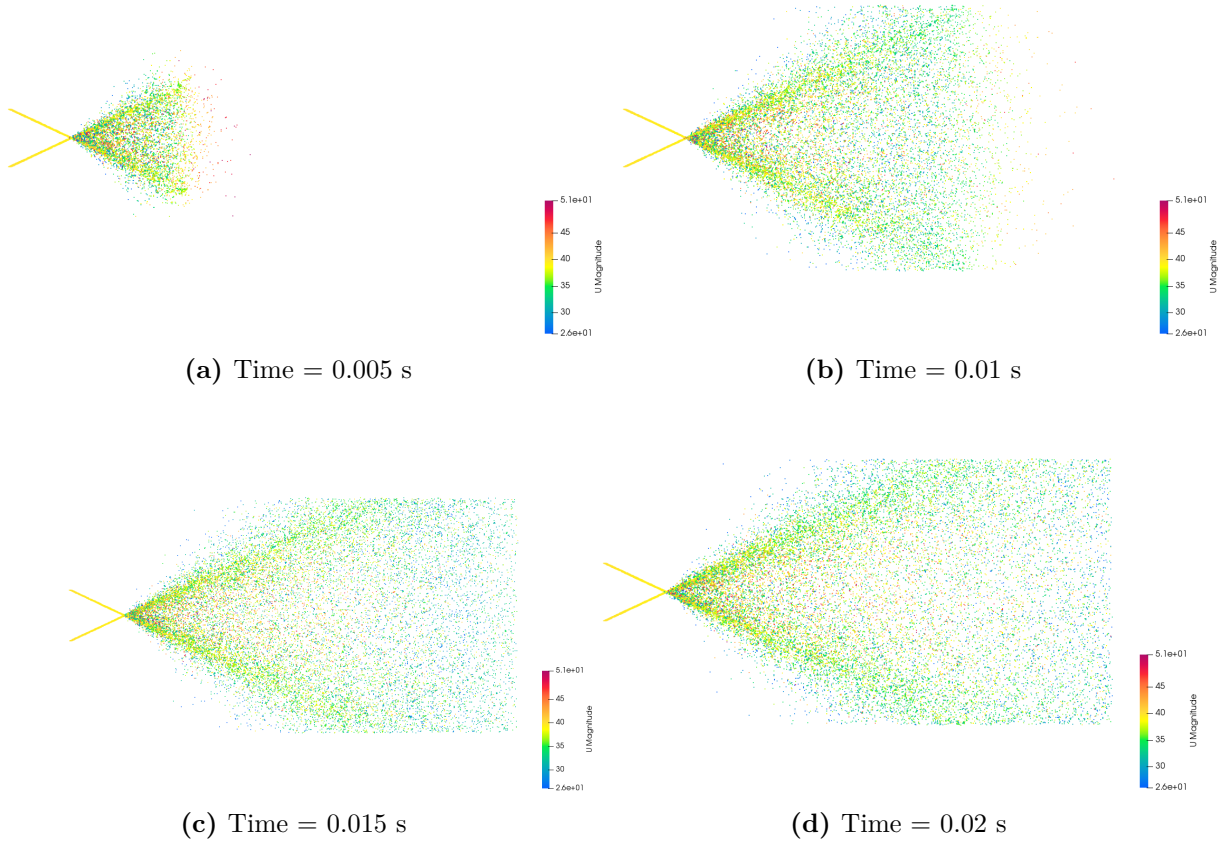 5.1e+01
45
40
35
30
2.6e+01
U Magnitude
(a) Time = 0.005 s
5.1e+01
45
40
35
30
2.6e+01
U Magnitude
(b) Time = 0.01 s
5.1e+01
45
40
35
30
2.6e+01
U Magnitude
(c) Time = 0.015 s
5.1e+01
45
40
35
30
2.6e+01
U Magnitude
(d) Time = 0.02 s